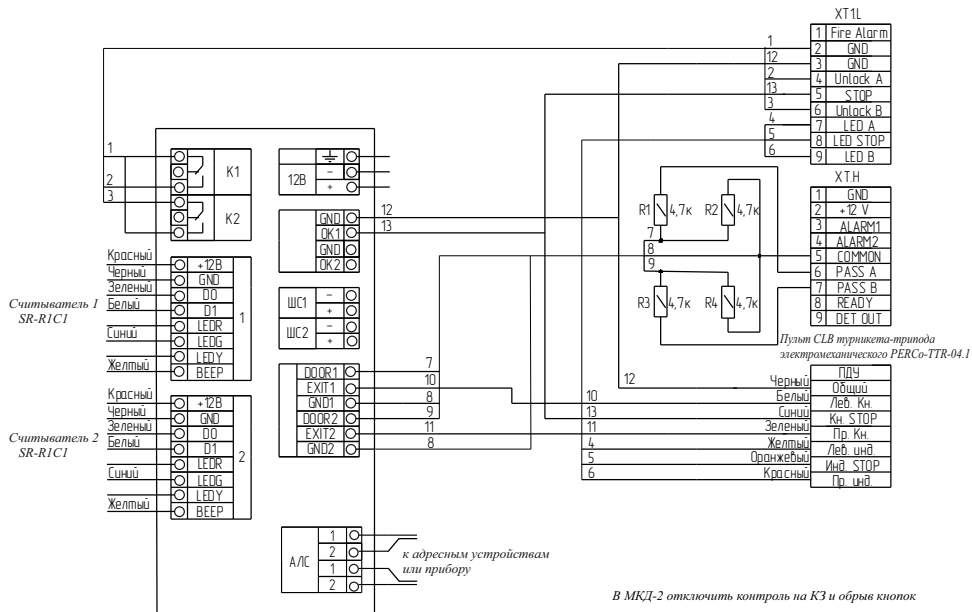 XT1.L
1 Fire Alarm
2 GND
3 GND
4 Unlock A
5 STOP
6 Unlock B
7 LED A
8 LED STOP
9 LED B
1
12
2
13
3
4
5
6
XT.H
1 GND
2 +12 V
3 ALARM1
4 ALARM2
5 COMMON
6 PASS A
7 PASS B
8 READY
9 DET OUT
Пульт CLB турникета-трипода
электромеханического PERCo-TTR-04.1
1
2
3
K1
K2
12В
−
+
GND 12
OK1 13
GND
OK2
ШС1 −
+
ШС2 −
+
R1 4,7к
R2 4,7к
7
8
9
R3 4,7к
R4 4,7к
Считыватель 1
SR-R1C1
Красный +12В
Черный GND
Зеленый D0
Белый D1
LEDR
Синий LEDG
LEDY
Желтый BEEP
1
Считыватель 2
SR-R1C1
Красный +12В
Черный GND
Зеленый D0
Белый D1
LEDR
Синий LEDG
LEDY
Желтый BEEP
2
DOOR1 7
EXIT1 10
GND1 8
DOOR2 9
EXIT2 11
GND2 8
ПДУ
12 Черный Общий
10 Белый Лев. Кн.
13 Синий Кн. STOP
11 Зеленый Пр. Кн.
4 Желтый Лев. инд.
5 Оранжевый Инд. STOP
6 Красный Пр. инд.
А/ЛС
1
2
1
2
к адресным устройствам
или прибору
В МКД-2 отключить контроль на КЗ и обрыв кнопок